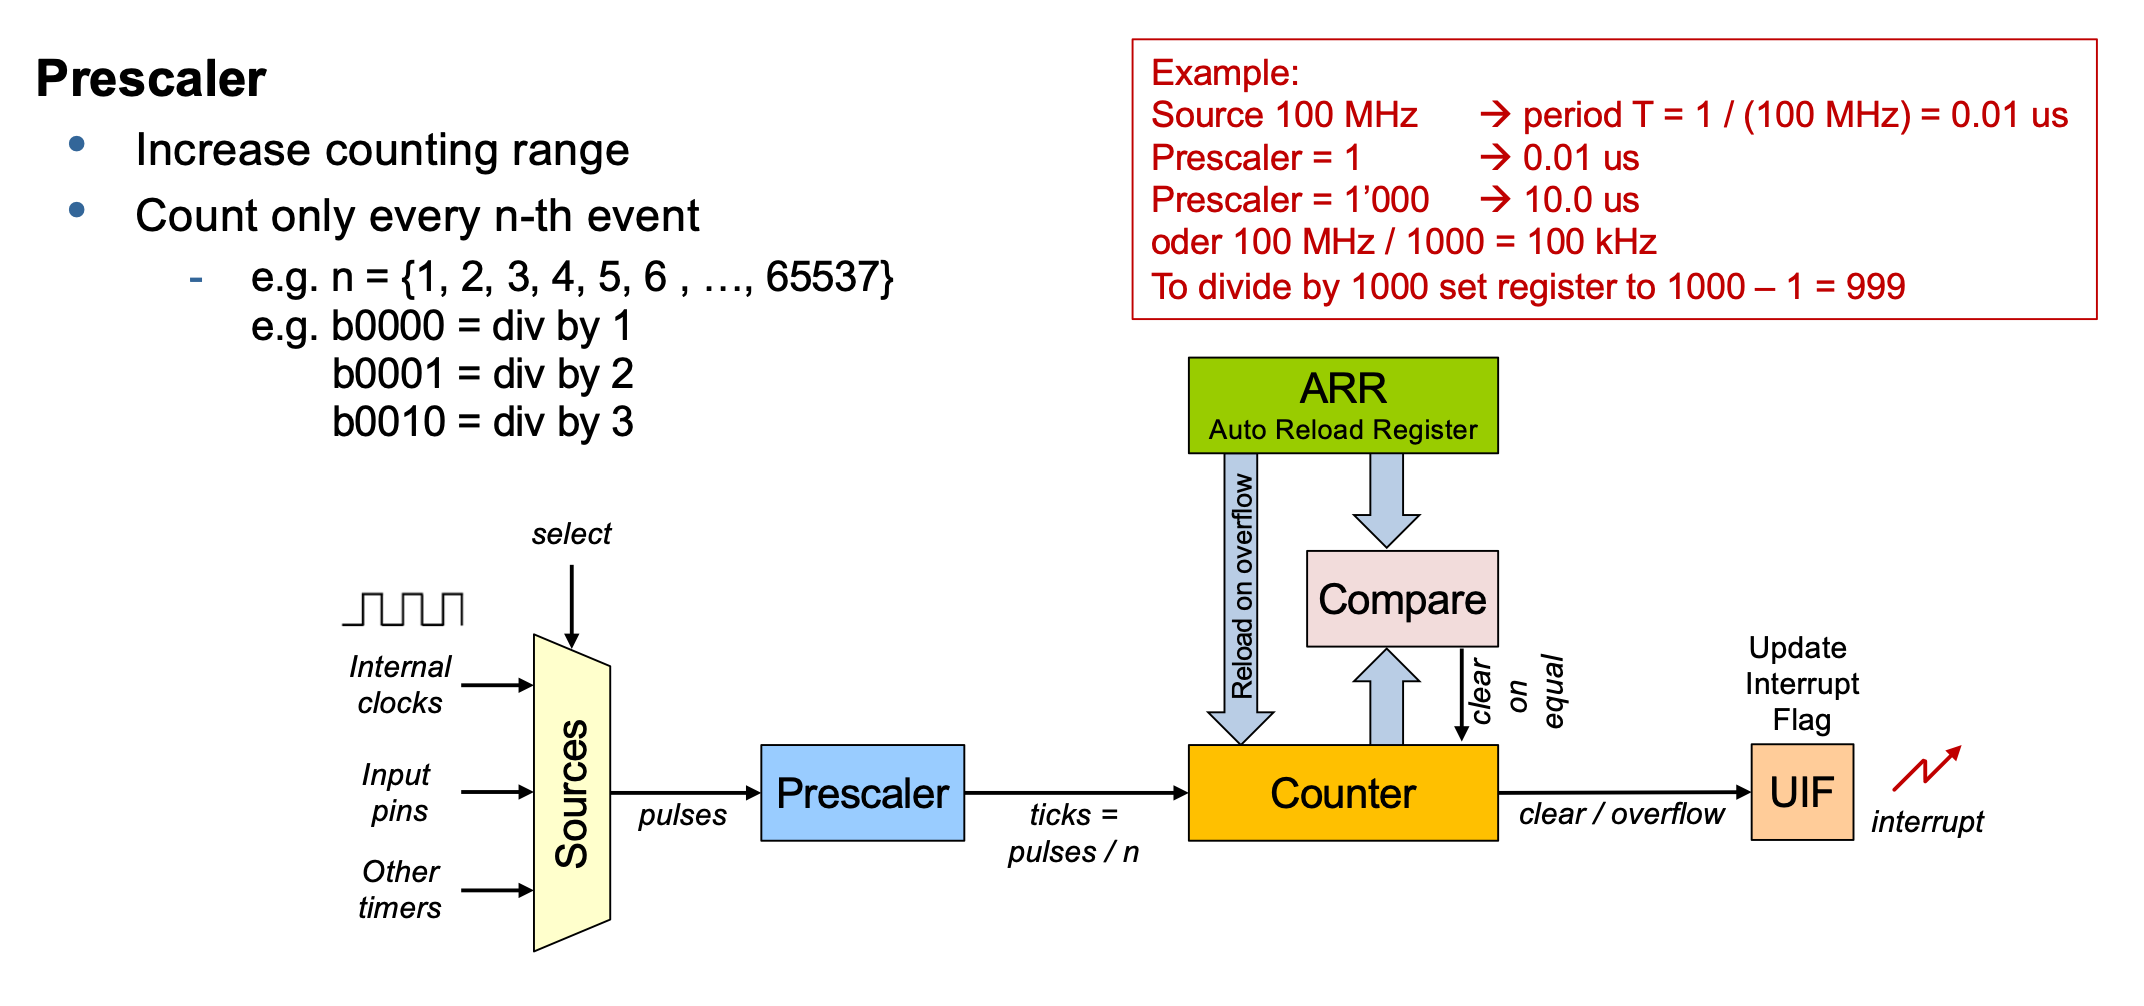 Prescaler
• Increase counting range
• Count only every n-th event
- e.g. n = {1, 2, 3, 4, 5, 6 , …, 65537}
e.g. b0000 = div by 1
b0001 = div by 2
b0010 = div by 3
Example:
Source 100 MHz → period T = 1 / (100 MHz) = 0.01 us
Prescaler = 1 → 0.01 us
Prescaler = 1’000 → 10.0 us
oder 100 MHz / 1000 = 100 kHz
To divide by 1000 set register to 1000 – 1 = 999
ARR
Auto Reload Register
Reload on overflow
Compare
clear
on
equal
select
Internal
clocks
Input
pins
Other
timers
Sources
pulses
Prescaler
ticks =
pulses / n
Counter
clear / overflow
Update
Interrupt
Flag
UIF
interrupt